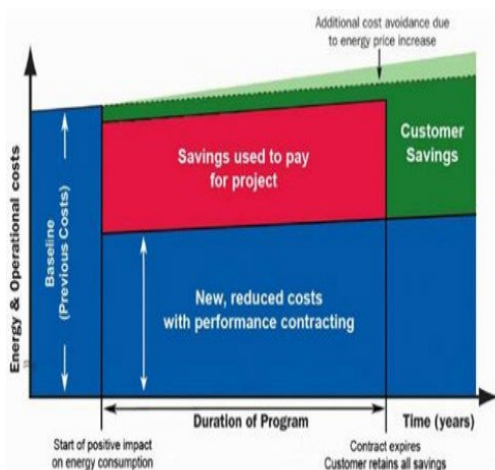 Additional cost avoidance due
to energy price increase
Energy & Operational costs
Baseline
(Previous Costs)
Savings used to pay
for project
Customer
Savings
New, reduced costs
with performance contracting
Duration of Program
Time (years)
Start of positive impact
on energy consumption
Contract expires
Customer retains all savings